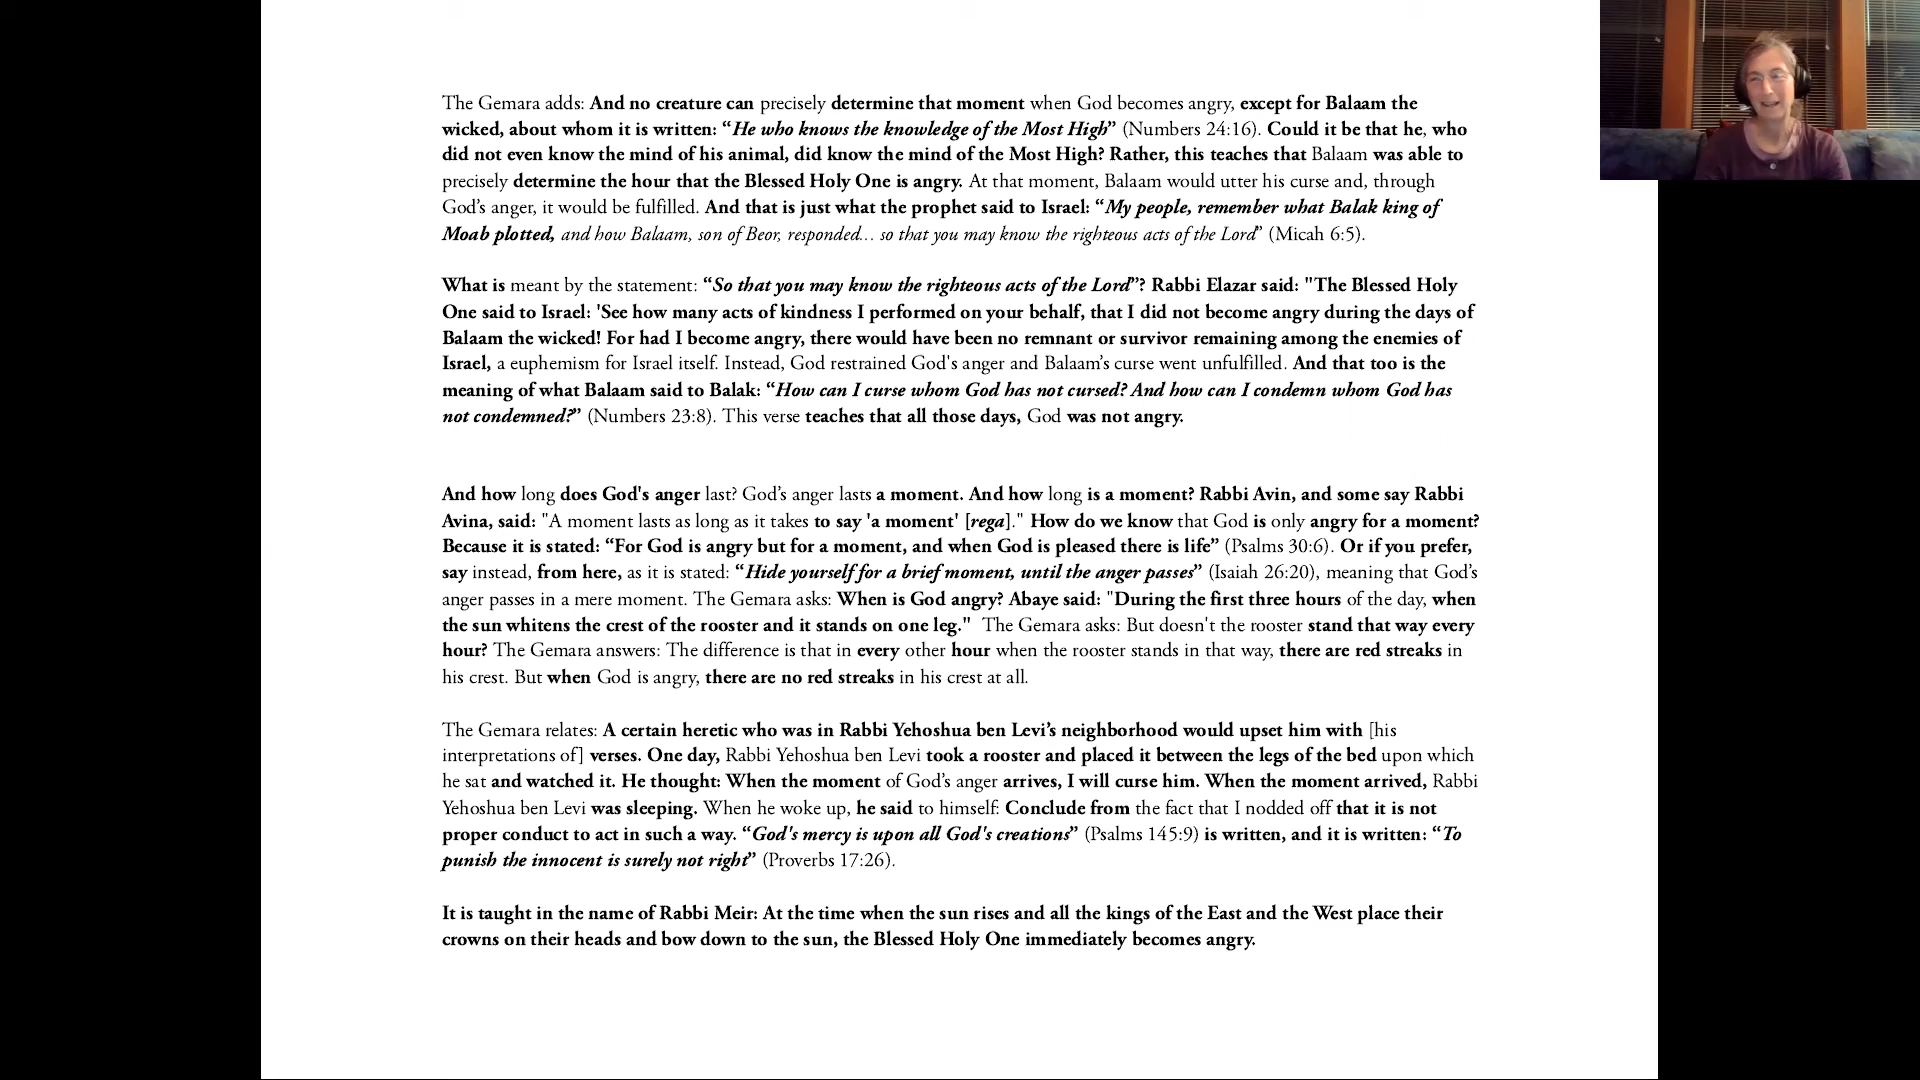 The Gemara adds: And no creature can precisely determine that moment when God becomes angry, except for Balaam the
wicked, about whom it is written: “He who knows the knowledge of the Most High” (Numbers 24:16). Could it be that he, who
did not even know the mind of his animal, did know the mind of the Most High? Rather, this teaches that Balaam was able to
precisely determine the hour that the Blessed Holy One is angry. At that moment, Balaam would utter his curse and, through
God’s anger, it would be fulfilled. And that is just what the prophet said to Israel: “My people, remember what Balak king of
Moab plotted, and how Balaam, son of Beor, responded... so that you may know the righteous acts of the Lord” (Micah 6:5).
What is meant by the statement: “So that you may know the righteous acts of the Lord”? Rabbi Elazar said: "The Blessed Holy
One said to Israel: 'See how many acts of kindness I performed on your behalf, that I did not become angry during the days of
Balaam the wicked! For had I become angry, there would have been no remnant or survivor remaining among the enemies of
Israel, a euphemism for Israel itself. Instead, God restrained God's anger and Balaam’s curse went unfulfilled. And that too is the
meaning of what Balaam said to Balak: “How can I curse whom God has not cursed? And how can I condemn whom God has
not condemned?” (Numbers 23:8). This verse teaches that all those days, God was not angry.
And how long does God's anger last? God’s anger lasts a moment. And how long is a moment? Rabbi Avin, and some say Rabbi
Avina, said: "A moment lasts as long as it takes to say 'a moment' [rega]." How do we know that God is only angry for a moment?
Because it is stated: “For God is angry but for a moment, and when God is pleased there is life” (Psalms 30:6). Or if you prefer,
say instead, from here, as it is stated: “Hide yourself for a brief moment, until the anger passes” (Isaiah 26:20), meaning that God’s
anger passes in a mere moment. The Gemara asks: When is God angry? Abaye said: "During the first three hours of the day, when
the sun whitens the crest of the rooster and it stands on one leg." The Gemara asks: But doesn't the rooster stand that way every
hour? The Gemara answers: The difference is that in every other hour when the rooster stands in that way, there are red streaks in
his crest. But when God is angry, there are no red streaks in his crest at all.
The Gemara relates: A certain heretic who was in Rabbi Yehoshua ben Levi’s neighborhood would upset him with [his
interpretations of] verses. One day, Rabbi Yehoshua ben Levi took a rooster and placed it between the legs of the bed upon which
he sat and watched it. He thought: When the moment of God’s anger arrives, I will curse him. When the moment arrived, Rabbi
Yehoshua ben Levi was sleeping. When he woke up, he said to himself: Conclude from the fact that I nodded off that it is not
proper conduct to act in such a way. “God's mercy is upon all God's creations” (Psalms 145:9) is written, and it is written: “To
punish the innocent is surely not right” (Proverbs 17:26).
It is taught in the name of Rabbi Meir: At the time when the sun rises and all the kings of the East and the West place their
crowns on their heads and bow down to the sun, the Blessed Holy One immediately becomes angry.